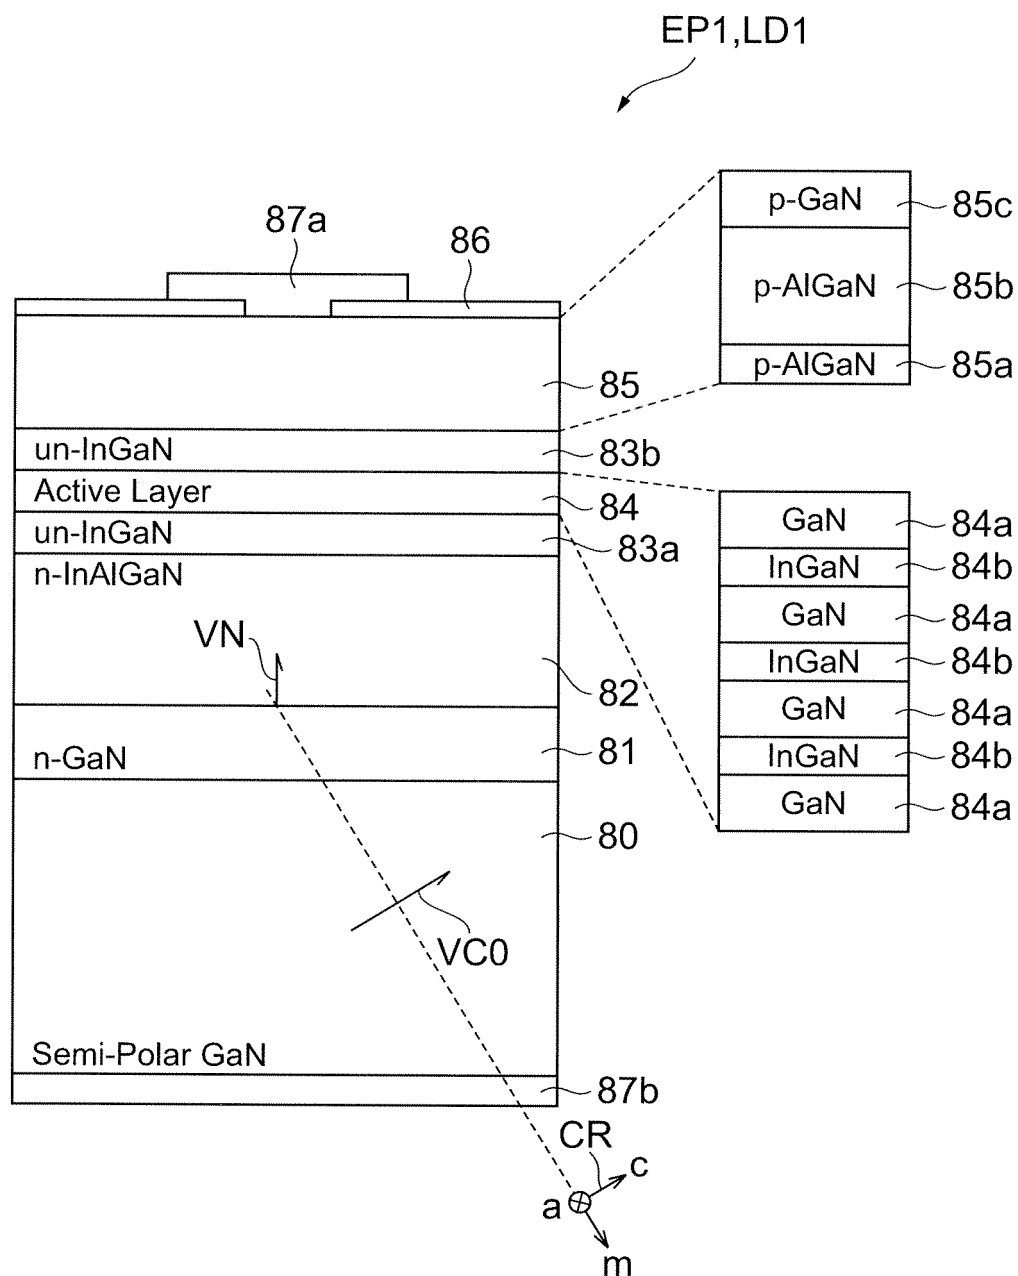 EP1,LD1
87a
86
p-GaN
85c
p-AlGaN
85b
p-AlGaN
85a
85
un-InGaN
83b
Active Layer
84
un-InGaN
83a
n-InAlGaN
GaN
84a
InGaN
84b
GaN
84a
InGaN
84b
GaN
84a
InGaN
84b
GaN
84a
VN
82
81
n-GaN
80
VC0
Semi-Polar GaN
87b
CR
c
a
m